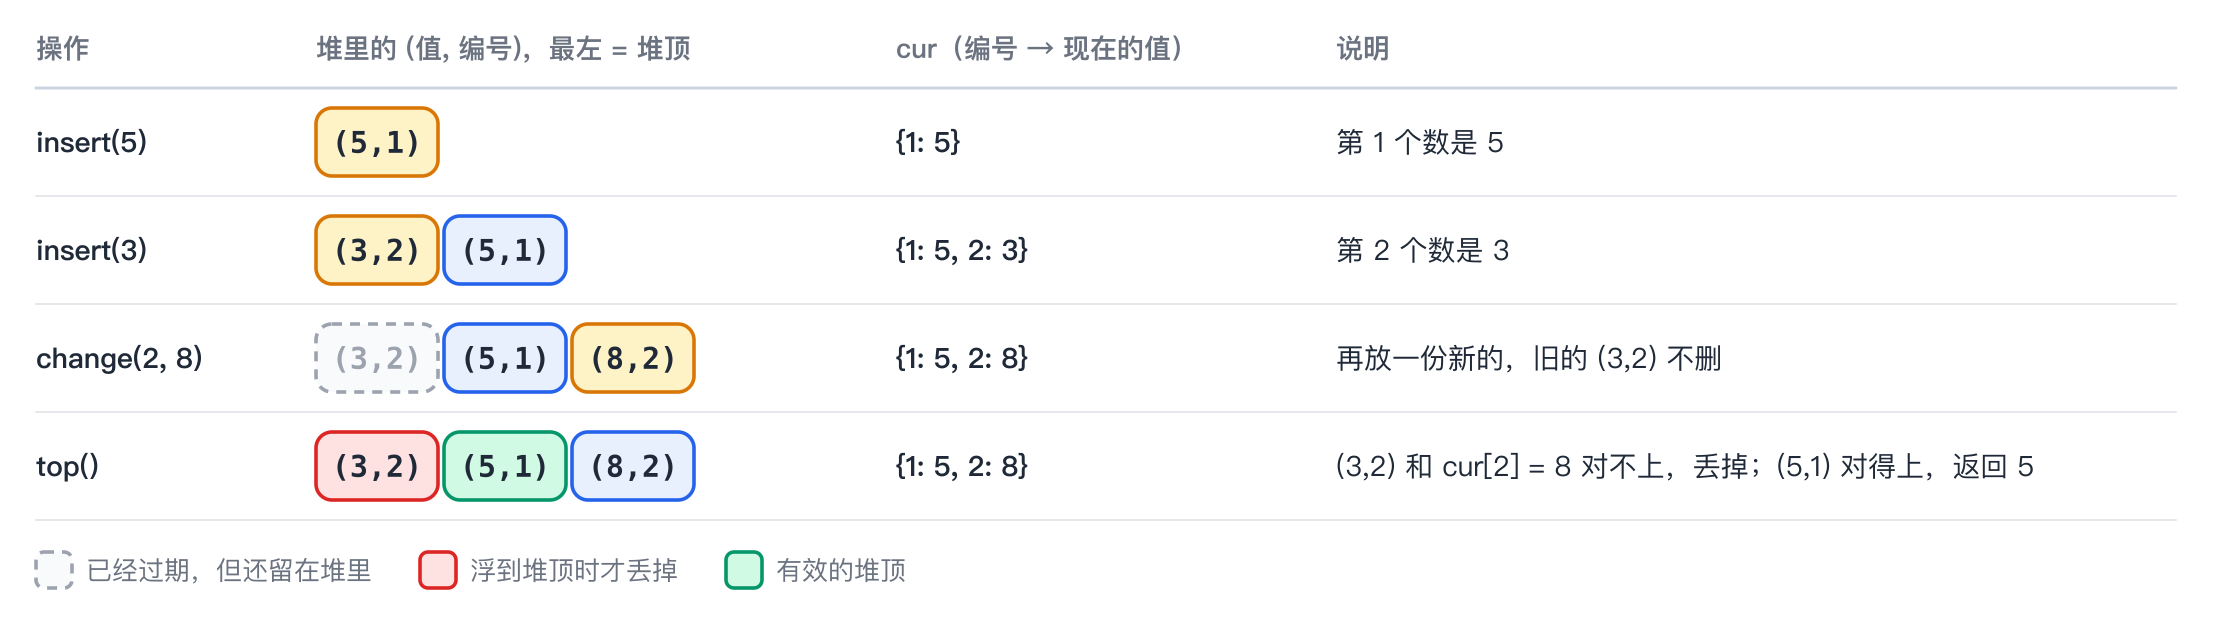 操作 堆里的 (值, 编号)，最左 = 堆顶 cur（编号 → 现在的值） 说明
insert(5) (5,1) {1: 5} 第 1 个数是 5
insert(3) (3,2) (5,1) {1: 5, 2: 3} 第 2 个数是 3
change(2, 8) (3,2) (5,1) (8,2) {1: 5, 2: 8} 再放一份新的，旧的 (3,2) 不删
top() (3,2) (5,1) (8,2) {1: 5, 2: 8} (3,2) 和 cur[2] = 8 对不上，丢掉；(5,1) 对得上，返回 5
已经过期，但还留在堆里 浮到堆顶时才丢掉 有效的堆顶